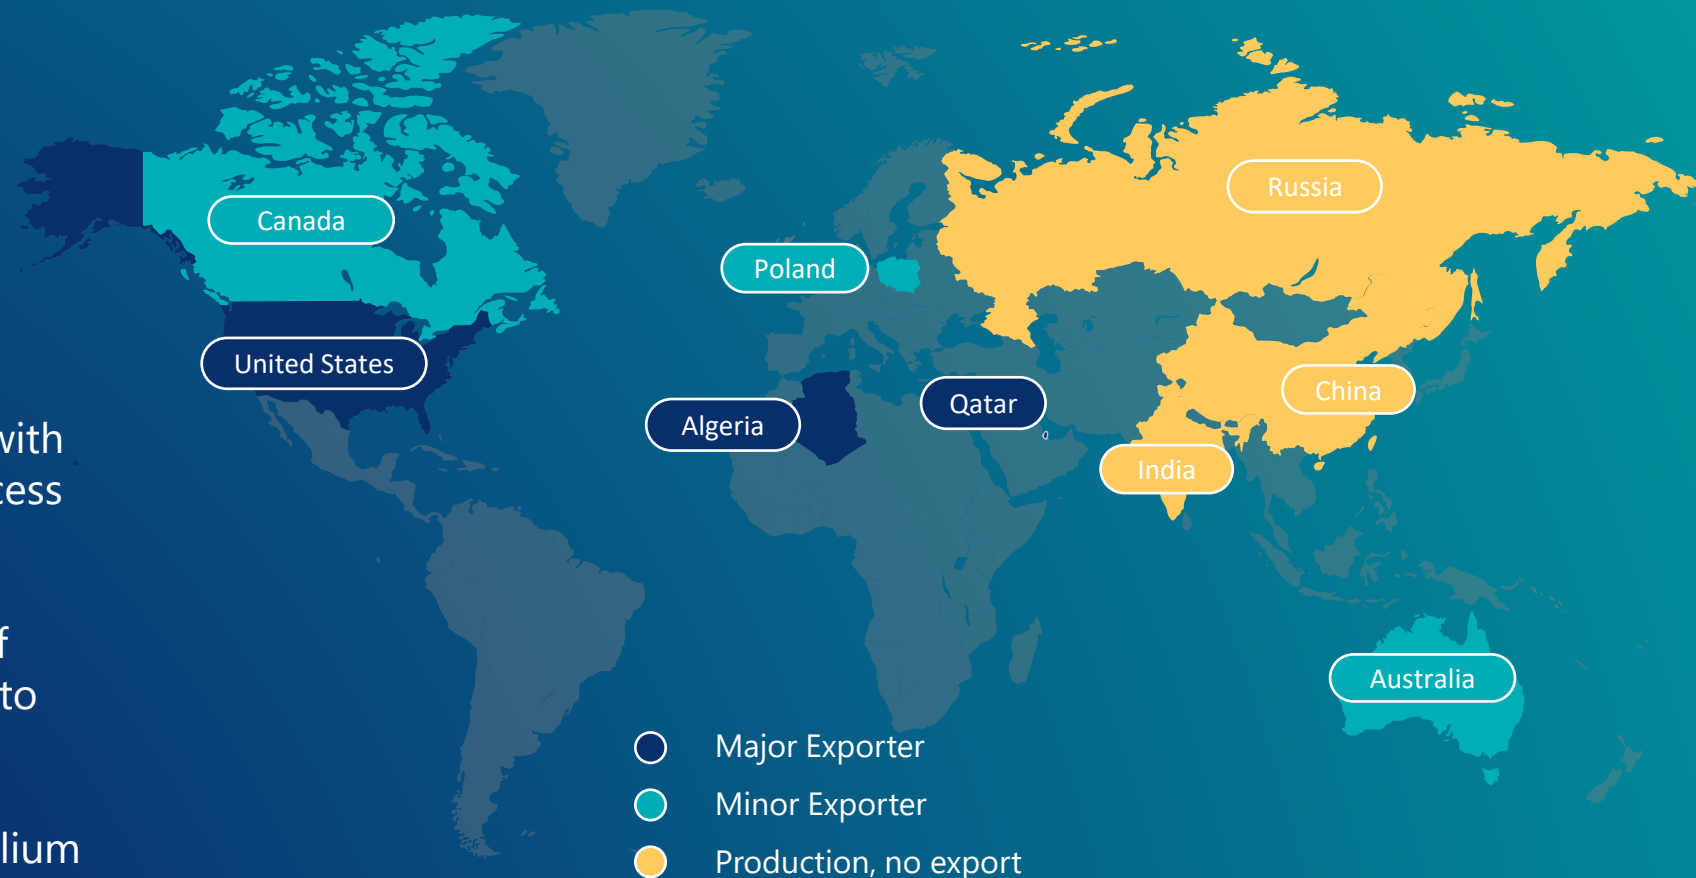 with
cess
f
to
lium
Canada
United States
Poland
Algeria
Qatar
Russia
China
India
Australia
Major Exporter
Minor Exporter
Production, no export